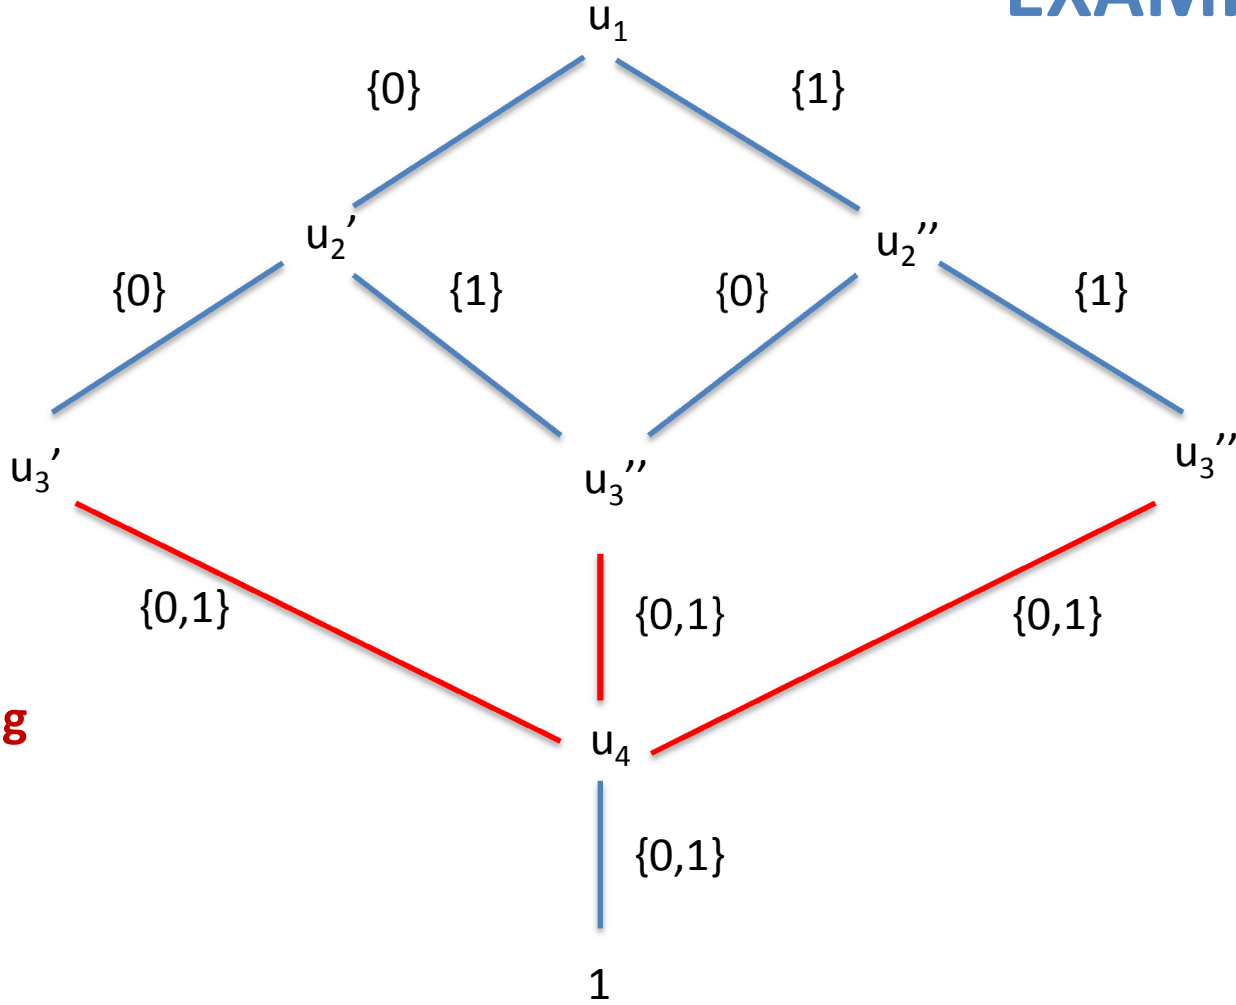 u₁
{0} {1}
u₂’ u₂’’
{0} {1} {0} {1}
u₃’ u₃’’ u₃’’
{0,1} {0,1} {0,1}
g
u₄
{0,1}
1